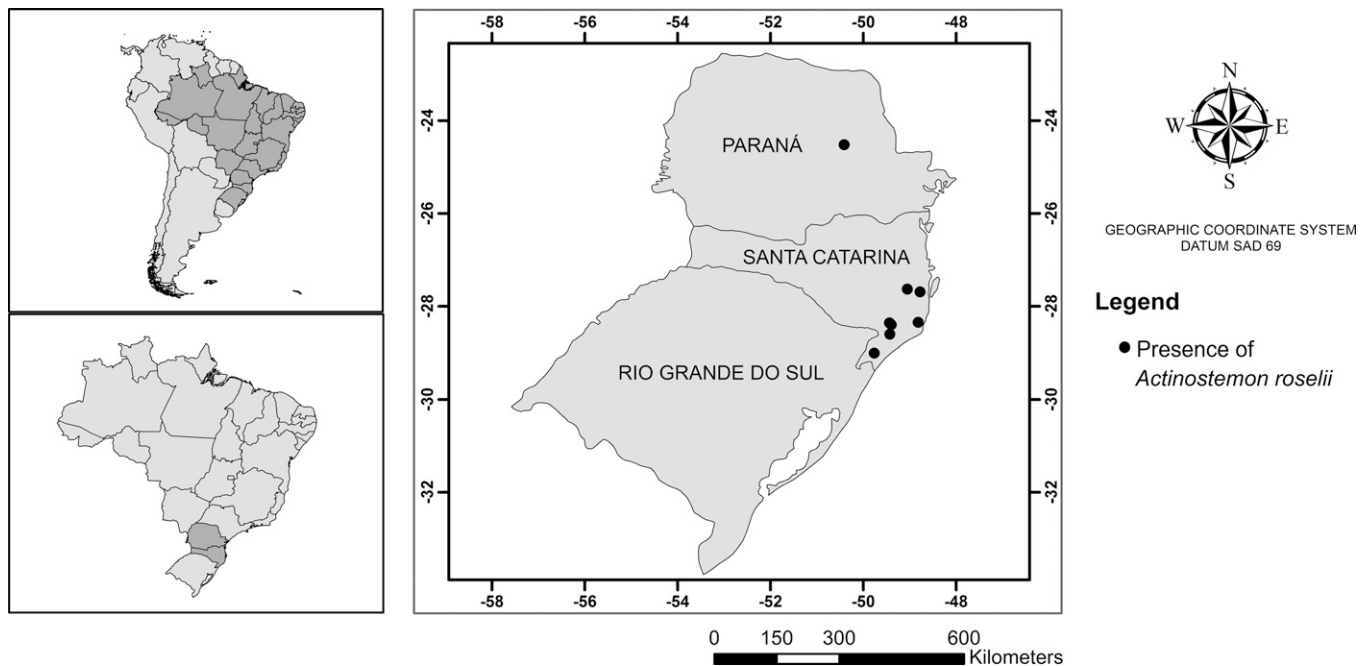 -58 -56 -54 -52 -50 -48
-24 -24
-26 -26
-28 -28
-30 -30
-32 -32
PARANÁ
SANTA CATARINA
RIO GRANDE DO SUL
-58 -56 -54 -52 -50 -48
0 150 300 600
Kilometers
N
W E
S
GEOGRAPHIC COORDINATE SYSTEM
DATUM SAD 69
Legend
Presence of
Actinostemon roselii